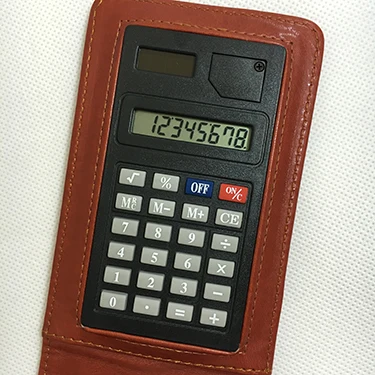 12345678
√ % OFF ON/C
MRC M− M+ CE
7 8 9 ÷
4 5 6 ×
1 2 3 −
0 · = +